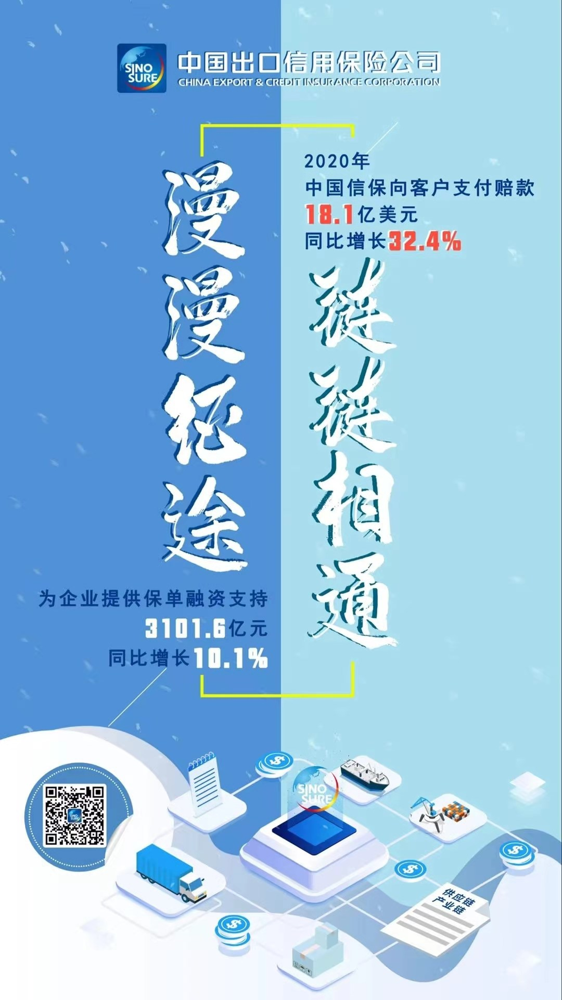 SINO
SURE
中国出口信用保险公司
CHINA EXPORT & CREDIT INSURANCE CORPORATION
2020年
中国信保向客户支付赔款
18.1亿美元
同比增长32.4%
漫漫征途
链链相通
为企业提供保单融资支持
3101.6亿元
同比增长10.1%
SINO
SURE
SINO
SURE
供应链
产业链